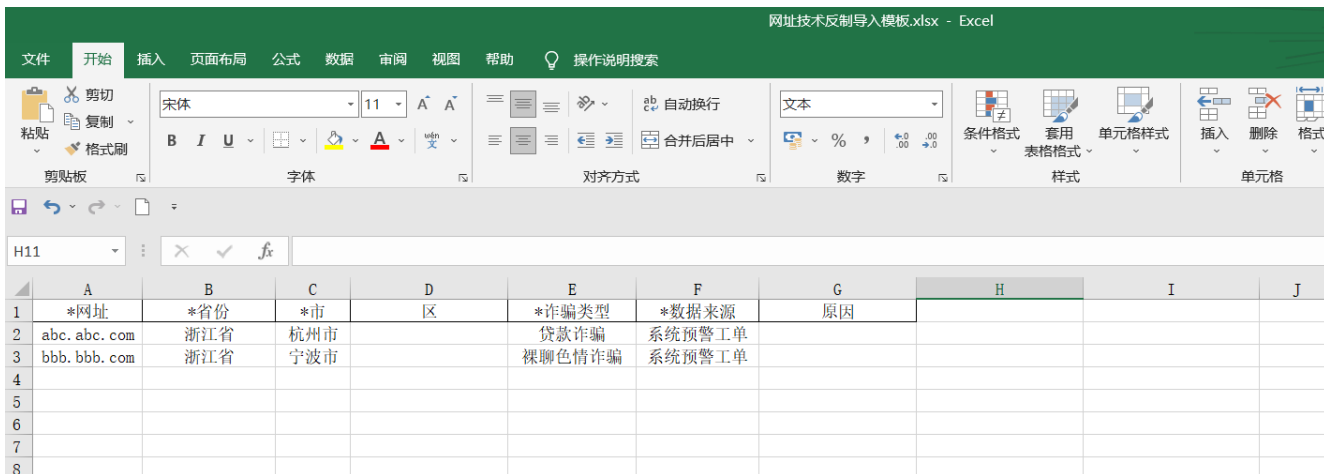 网址技术反制导入模板.xlsx - Excel
文件 开始 插入 页面布局 公式 数据 审阅 视图 帮助 操作说明搜索
剪切
宋体 11 A A 自动换行 文本
复制
粘贴
B I U A wén 文 合并后居中 % , .0 .00 .00 .0
格式刷
条件格式 套用 表格格式 单元格样式 插入 删除 格式
剪贴板 字体 对齐方式 数字 样式 单元格
H11 fx
A B C D E F G H I J
1 *网址 *省份 *市 区 *诈骗类型 *数据来源 原因
2 abc.abc.com 浙江省 杭州市 贷款诈骗 系统预警工单
3 bbb.bbb.com 浙江省 宁波市 裸聊色情诈骗 系统预警工单
4
5
6
7
8